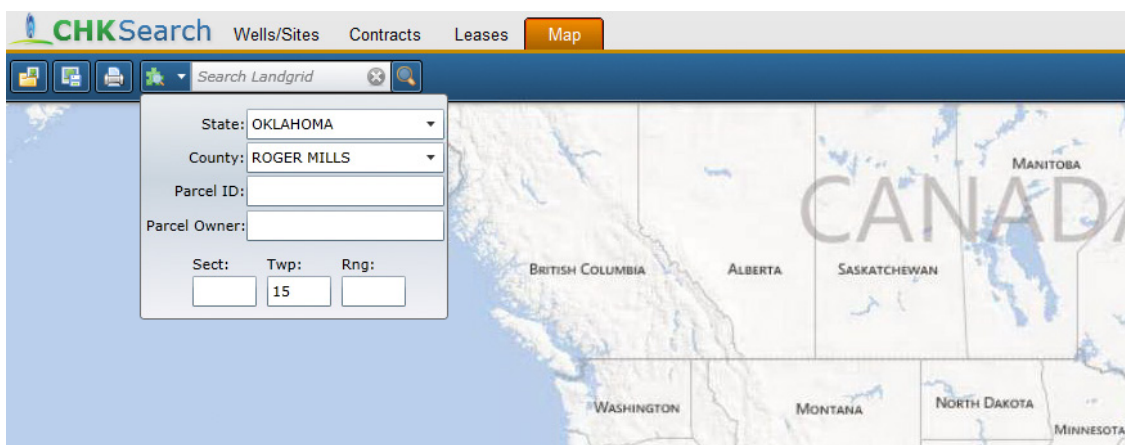 CHKSearch Wells/Sites Contracts Leases Map
Search Landgrid
State: OKLAHOMA
County: ROGER MILLS
Parcel ID:
Parcel Owner:
Sect: Twp: Rng:
15
MANITOBA
CANADA
BRITISH COLUMBIA ALBERTA SASKATCHEWAN
WASHINGTON MONTANA NORTH DAKOTA
MINNESOTA